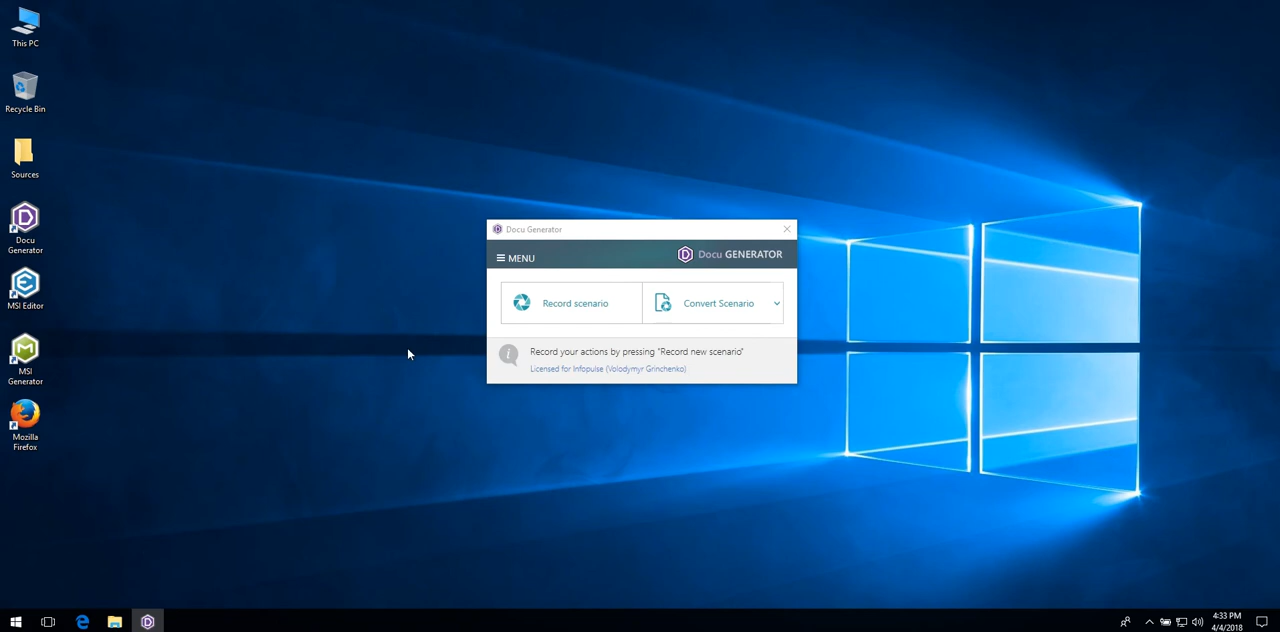 This PC
Recycle Bin
Sources
Docu
Generator
MSI Editor
MSI
Generator
Mozilla
Firefox
Docu Generator
MENU
Docu GENERATOR
Record scenario
Convert Scenario
Record your actions by pressing "Record new scenario"
Licensed for Infopulse (Volodymyr Grinchenko)
4:33 PM
4/4/2018